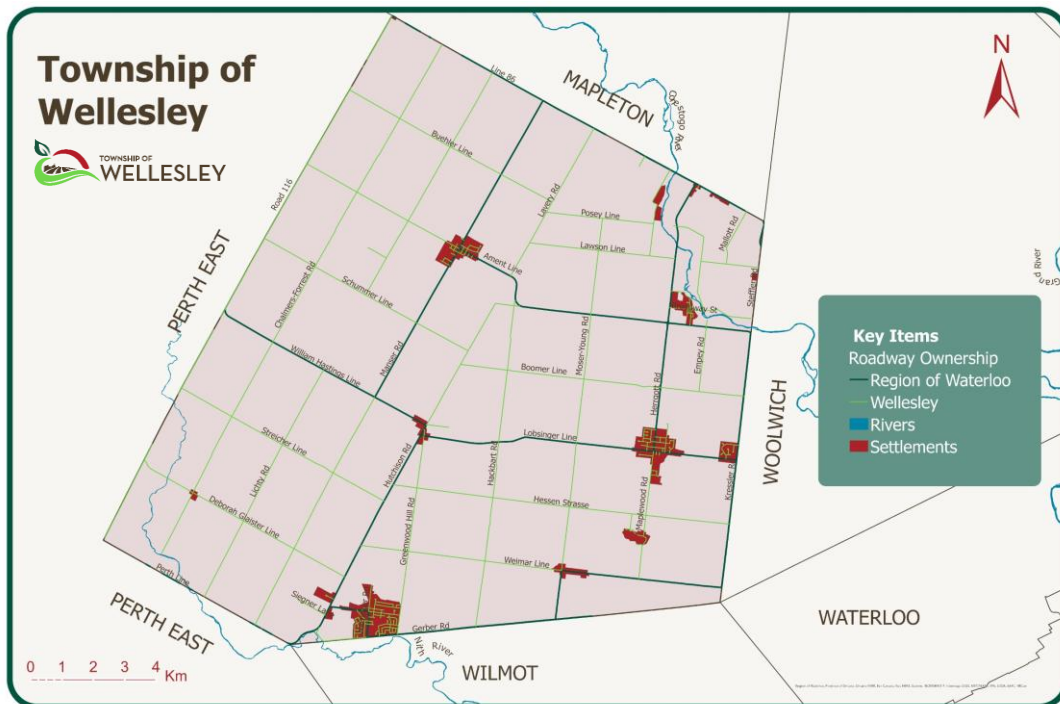 Township of
Wellesley
TOWNSHIP OF
WELLESLEY
N
MAPLETON
Line 86
Buehler Line
Road 116
Lavery Rd
Posey Line
Lawson Line
Mallott Rd
Steffler Rd
Ament Line
Schummer Line
Chalmers-Forrest Rd
PERTH EAST
William Hastings Line
Manser Rd
Moser-Young Rd
Boomer Line
Empey Rd
Herrgott Rd
Lobsinger Line
Streicher Line
Lichty Rd
Hutchison Rd
Hackbart Rd
Kressler R
WOOLWICH
Hessen Strasse
Maplewood Rd
Deborah Glaister Line
Greenwood Hill Rd
Weimar Line
Perth Line
Gerber Rd
PERTH EAST
Nith River
WILMOT
WATERLOO
Key Items
Roadway Ownership
Region of Waterloo
Wellesley
Rivers
Settlements
0 1 2 3 4
Km